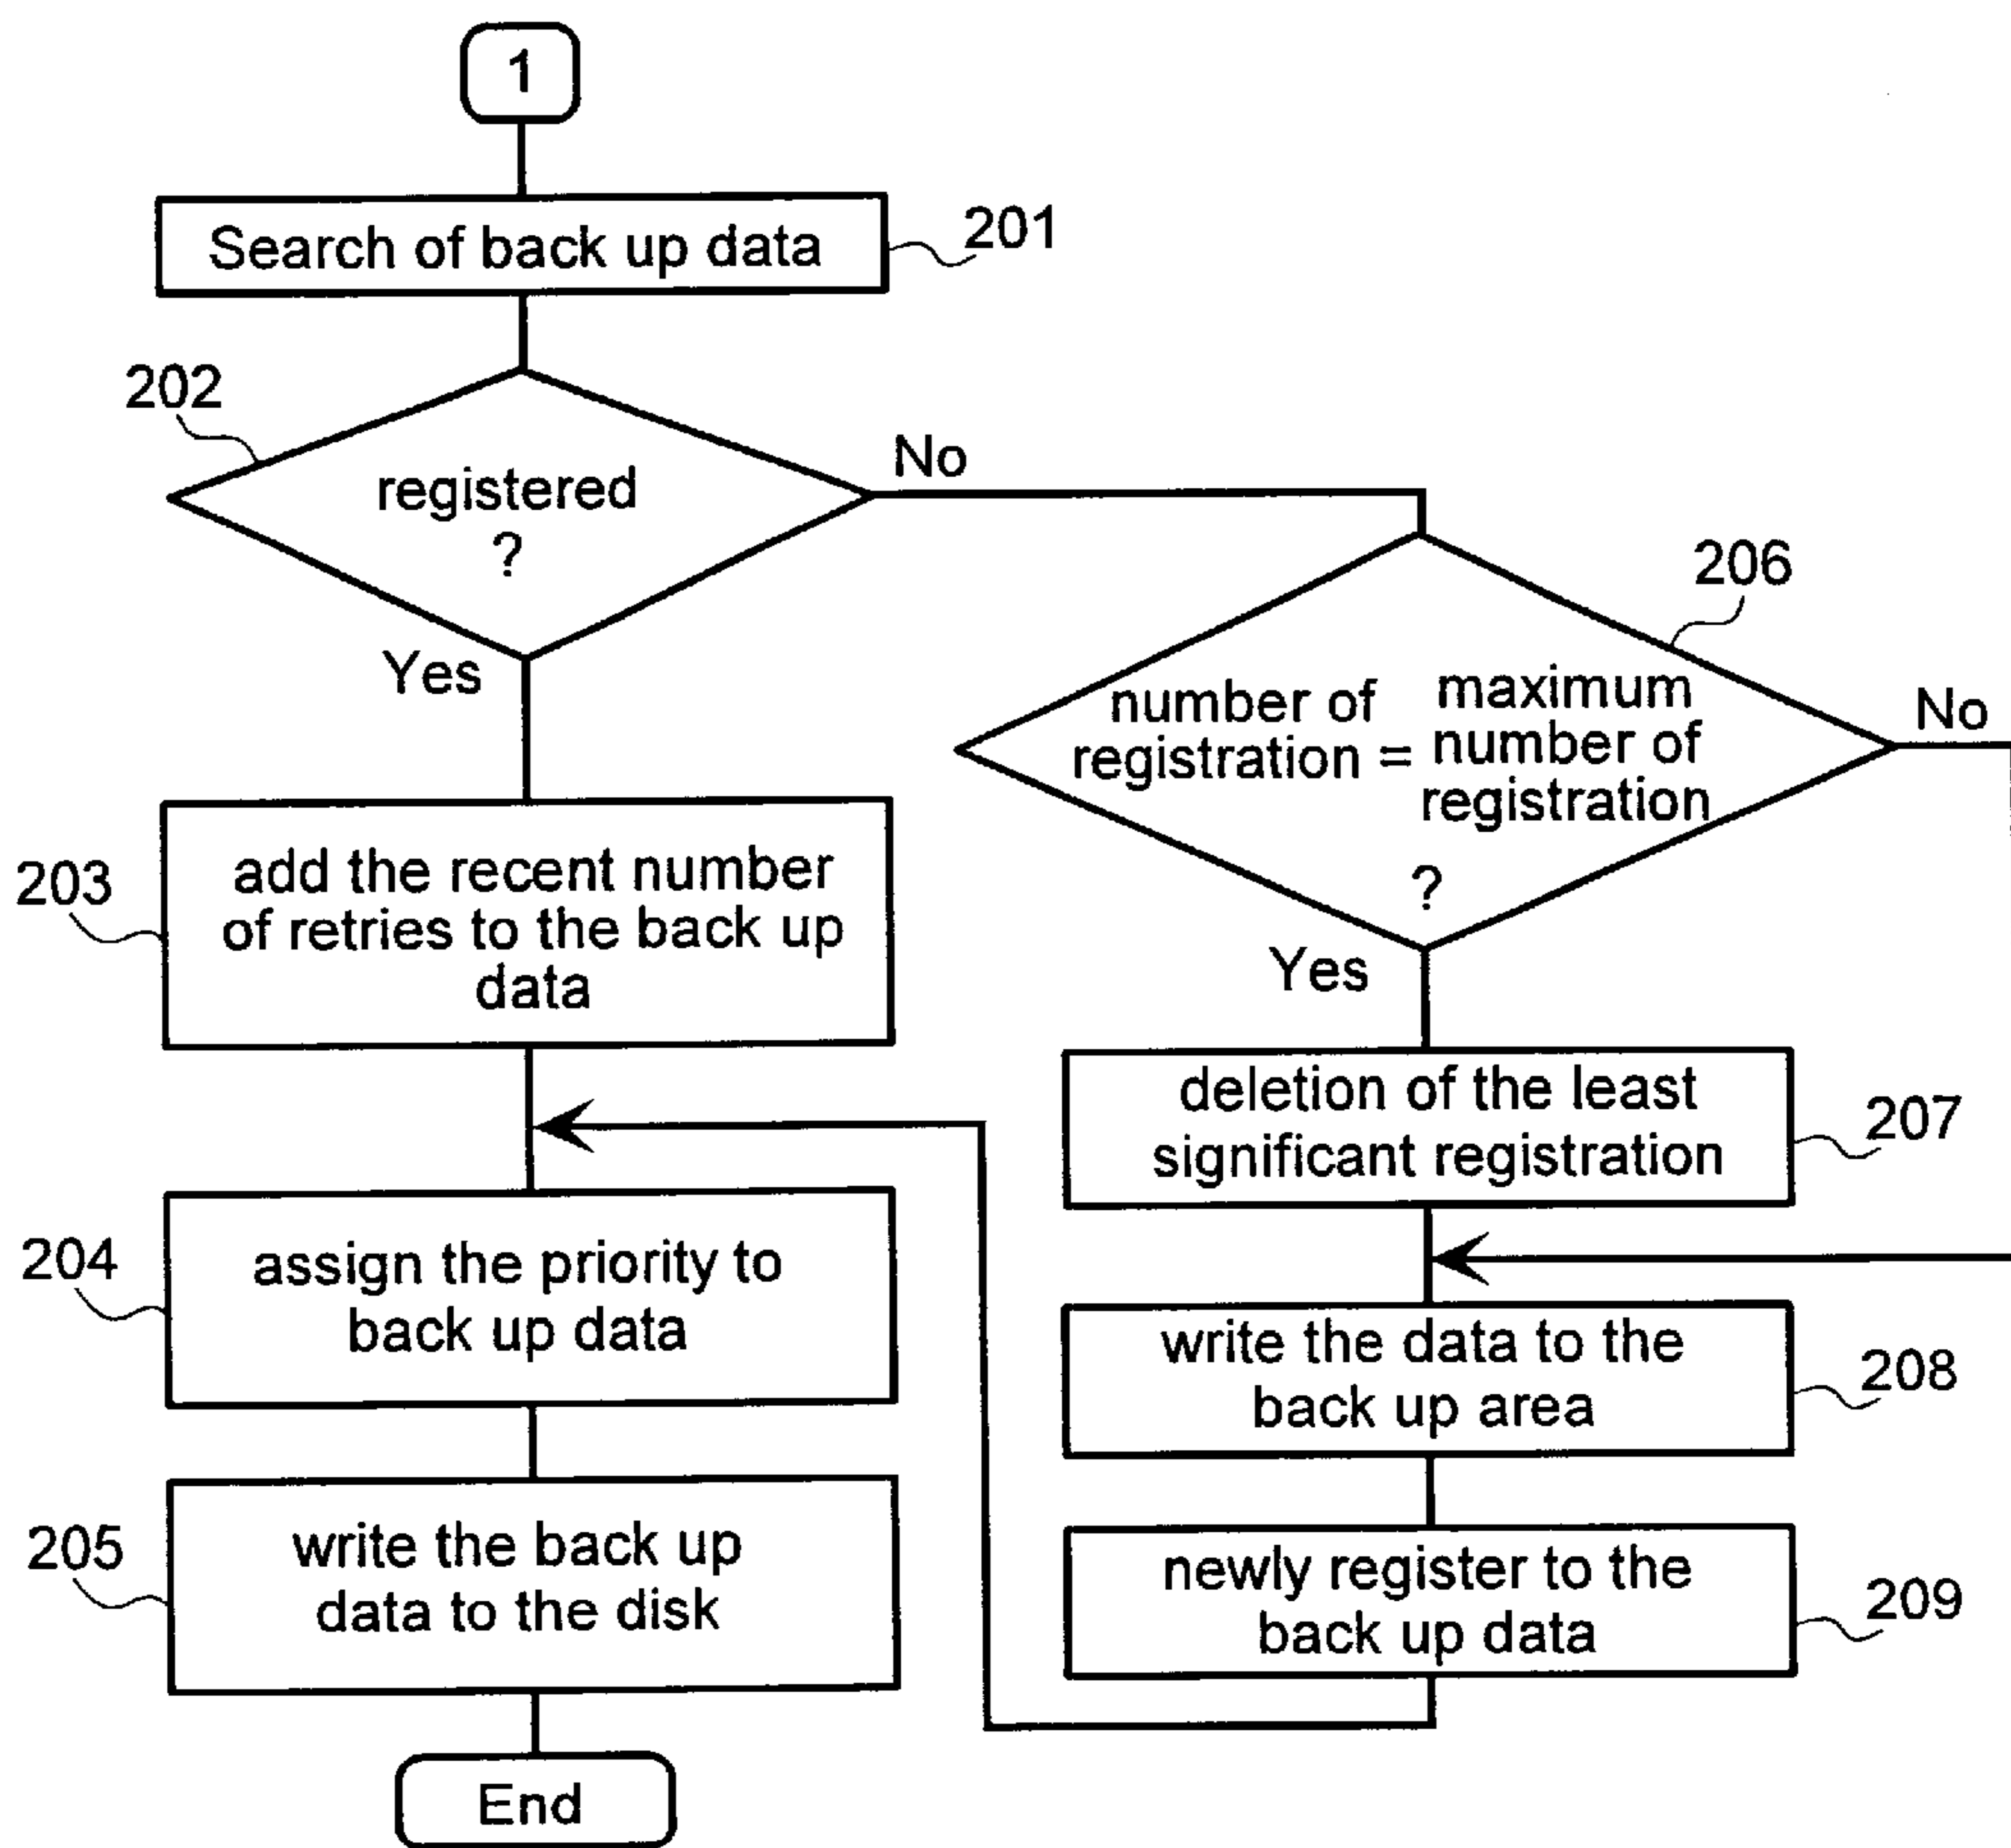 1
Search of back up data
201
202
registered
?
No
Yes
203
add the recent number
of retries to the back up
data
204
assign the priority to
back up data
205
write the back up
data to the disk
End
206
number of
registration =
maximum
number of
registration
?
No
Yes
deletion of the least
significant registration
207
write the data to the
back up area
208
newly register to the
back up data
209